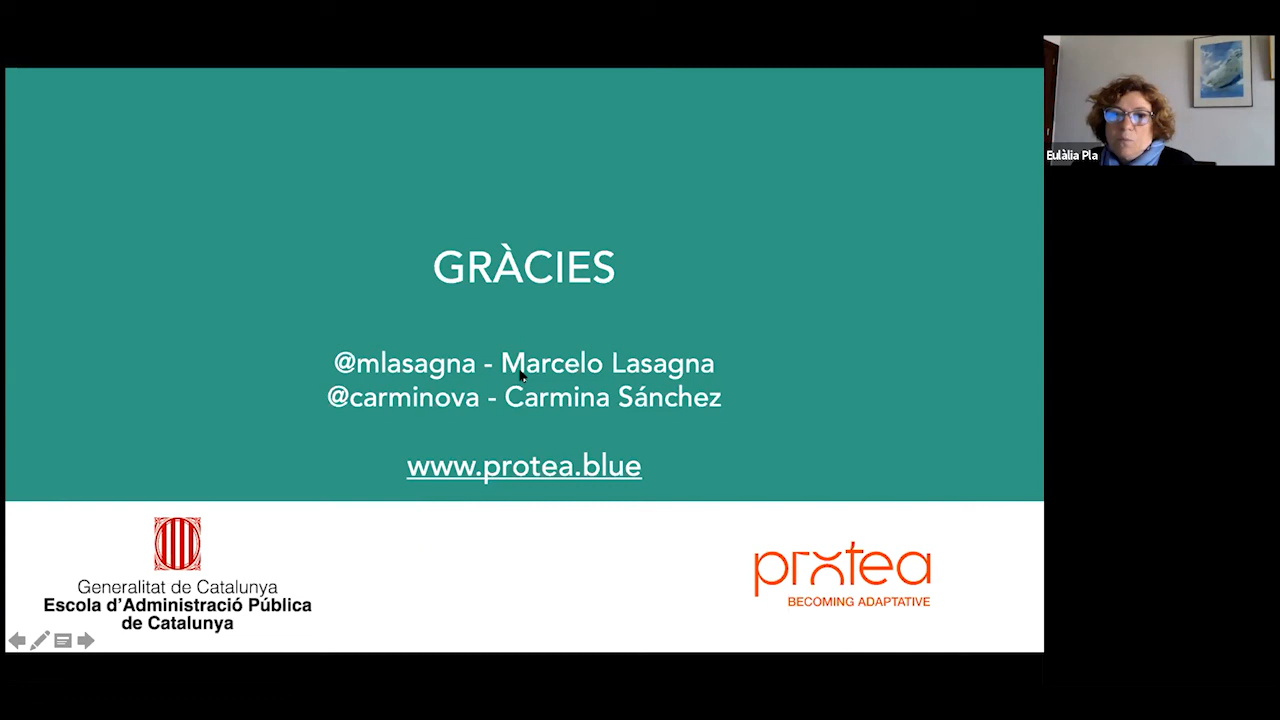 GRÀCIES
@mlasagna - Marcelo Lasagna
@carminova - Carmina Sánchez
www.protea.blue
Generalitat de Catalunya
Escola d'Administració Pública
de Catalunya
protea
BECOMING ADAPTATIVE
Eulàlia Pla